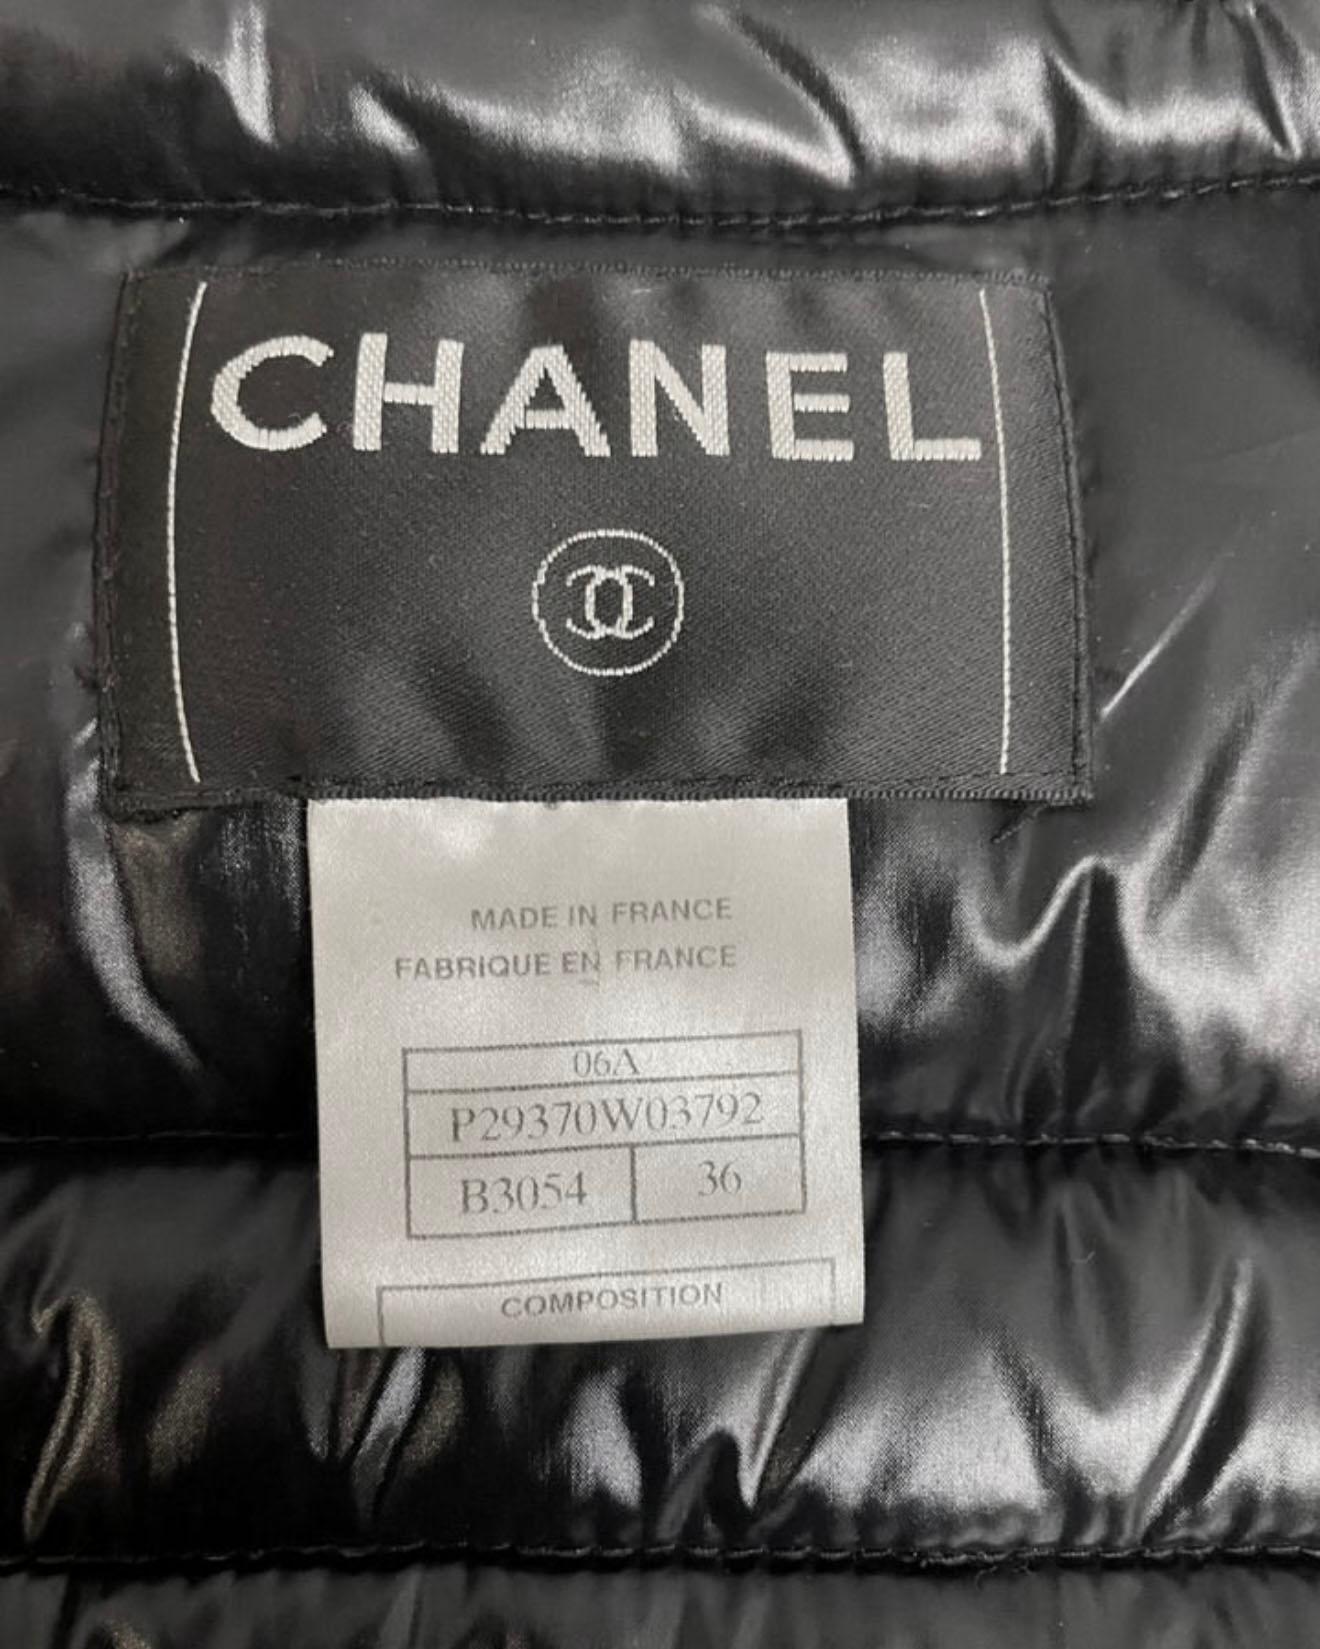 CHANEL
MADE IN FRANCE
FABRIQUE EN FRANCE
06A
P29370W03792
B3054 36
COMPOSITION